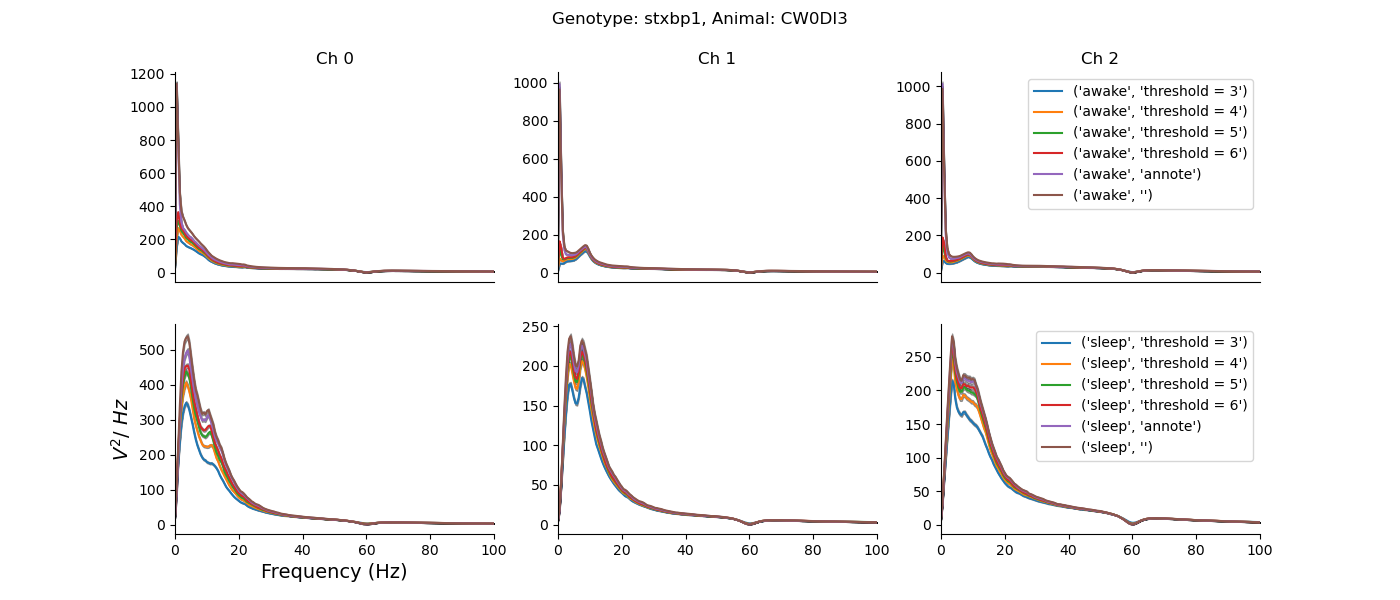 Genotype: stxbp1, Animal: CW0DI3
Ch 0
Ch 1
Ch 2
1200
1000
800
600
400
200
0
1000
800
600
400
200
0
1000
800
600
400
200
0
('awake', 'threshold = 3')
('awake', 'threshold = 4')
('awake', 'threshold = 5')
('awake', 'threshold = 6')
('awake', 'annote')
('awake', '')
V²/ Hz
500
400
300
200
100
0
250
200
150
100
50
0
250
200
150
100
50
0
('sleep', 'threshold = 3')
('sleep', 'threshold = 4')
('sleep', 'threshold = 5')
('sleep', 'threshold = 6')
('sleep', 'annote')
('sleep', '')
0 20 40 60 80 100
0 20 40 60 80 100
0 20 40 60 80 100
Frequency (Hz)